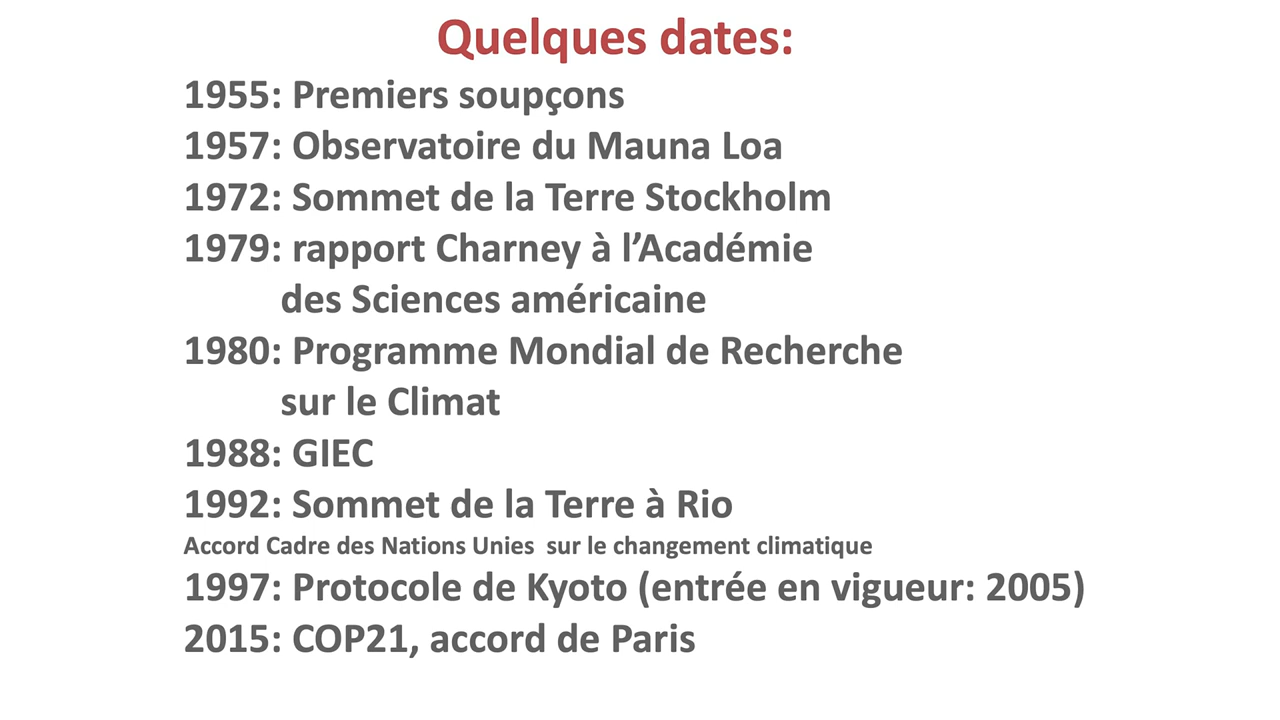 Quelques dates:
1955: Premiers soupçons
1957: Observatoire du Mauna Loa
1972: Sommet de la Terre Stockholm
1979: rapport Charney à l’Académie
des Sciences américaine
1980: Programme Mondial de Recherche
sur le Climat
1988: GIEC
1992: Sommet de la Terre à Rio
Accord Cadre des Nations Unies  sur le changement climatique
1997: Protocole de Kyoto (entrée en vigueur: 2005)
2015: COP21, accord de Paris